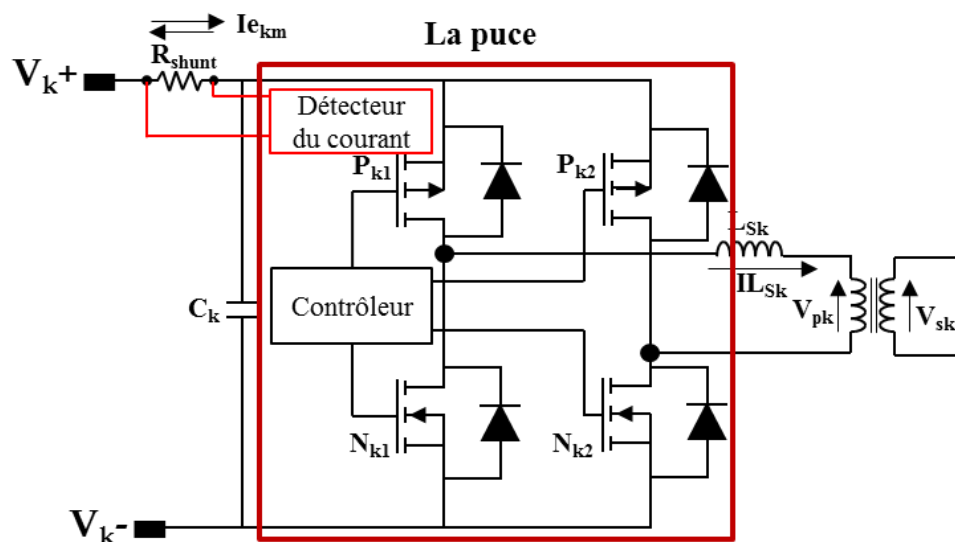 Ie_km
La puce
R_shunt
V_k+
Détecteur
du courant
P_k1
P_k2
L_Sk
IL_Sk
C_k
Contrôleur
V_pk
V_sk
N_k1
N_k2
V_k-